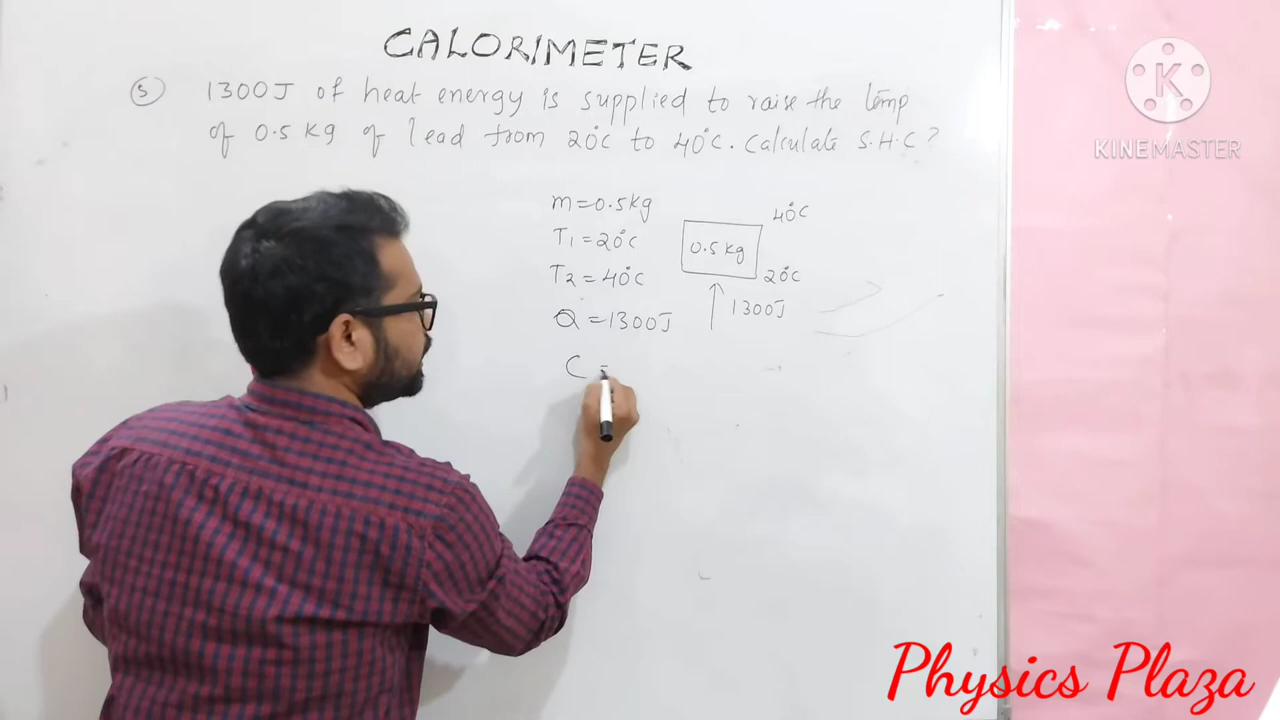 CALORIMETER
5 1300J of heat energy is supplied to raise the temp
of 0.5 kg of lead from 20°C to 40°C. Calculate S.H.C?
m=0.5kg
T1=20°C
T2=40°C
Q=1300J
C =
40°C
0.5 kg
20°C
1300J
K
KINEMASTER
Physics Plaza